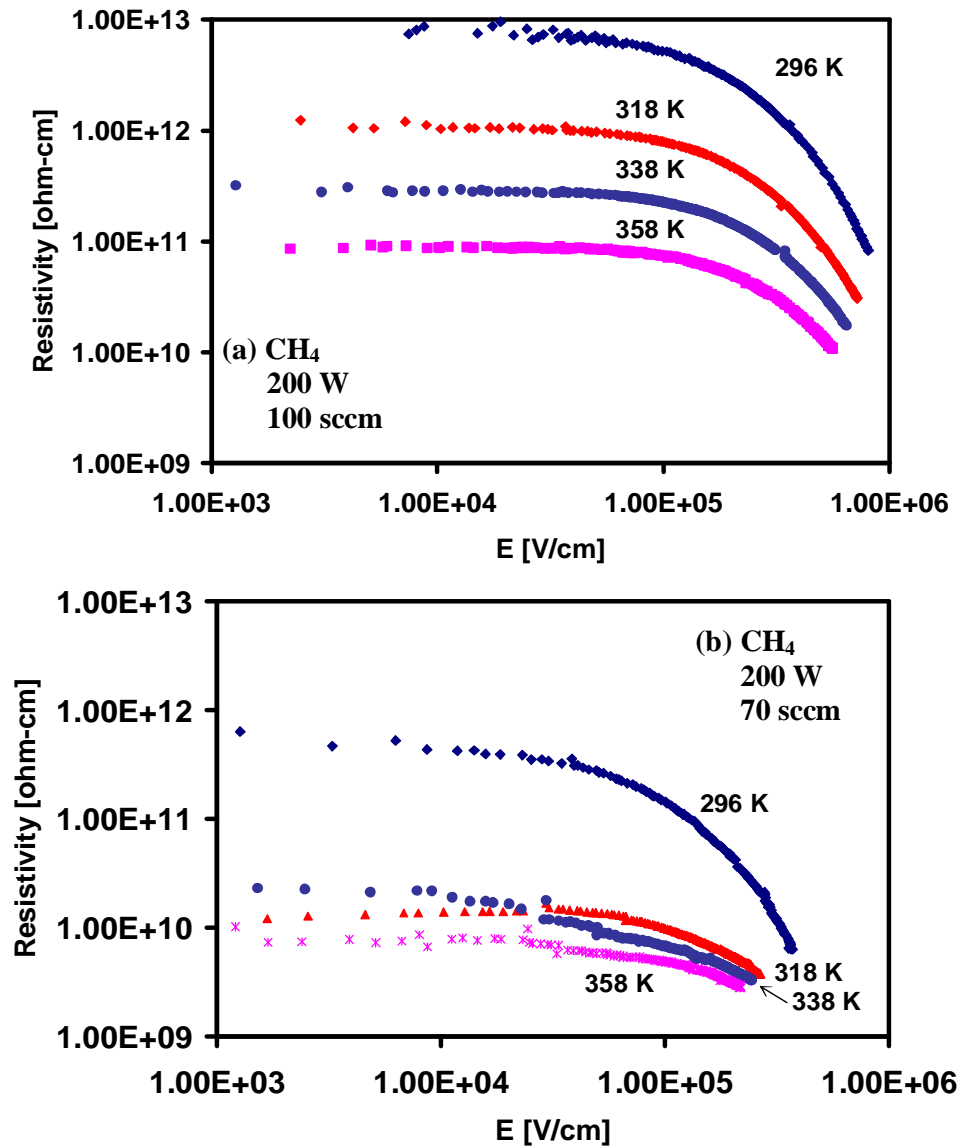 1.00E+13
1.00E+12
1.00E+11
1.00E+10
1.00E+09
Resistivity [ohm-cm]
296 K
318 K
338 K
358 K
(a) CH₄
200 W
100 sccm
1.00E+03 1.00E+04 1.00E+05 1.00E+06
E [V/cm]
1.00E+13
1.00E+12
1.00E+11
1.00E+10
1.00E+09
Resistivity [ohm-cm]
(b) CH₄
200 W
70 sccm
296 K
318 K
338 K
358 K
1.00E+03 1.00E+04 1.00E+05 1.00E+06
E [V/cm]